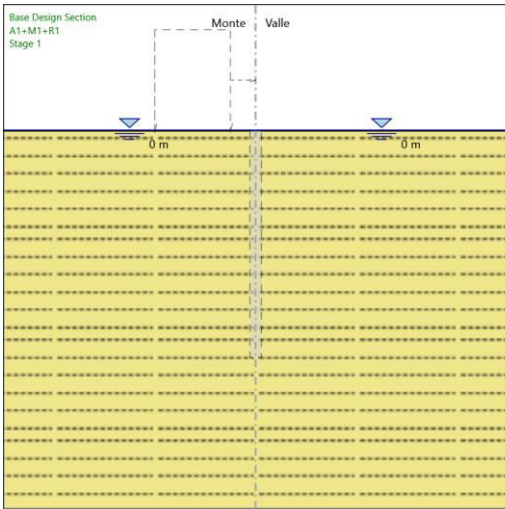 Base Design Section
A1+M1+R1
Stage 1
Monte
Valle
0 m
0 m